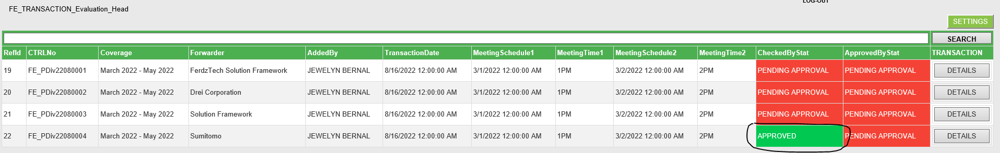 LOG-OUT
FE_TRANSACTION_Evaluation_Head
SETTINGS
SEARCH
RefId CTRLNo Coverage Forwarder AddedBy TransactionDate MeetingSchedule1 MeetingTime1 MeetingSchedule2 MeetingTime2 CheckedByStat ApprovedByStat TRANSACTION
19 FE_PDiv22080001 March 2022 - May 2022 FerdzTech Solution Framework JEWELYN BERNAL 8/16/2022 12:00:00 AM 3/1/2022 12:00:00 AM 1PM 3/2/2022 12:00:00 AM 2PM PENDING APPROVAL PENDING APPROVAL DETAILS
20 FE_PDiv22080002 March 2022 - May 2022 Drei Corporation JEWELYN BERNAL 8/16/2022 12:00:00 AM 3/1/2022 12:00:00 AM 1PM 3/2/2022 12:00:00 AM 2PM PENDING APPROVAL PENDING APPROVAL DETAILS
21 FE_PDiv22080003 March 2022 - May 2022 Solution Framework JEWELYN BERNAL 8/16/2022 12:00:00 AM 3/1/2022 12:00:00 AM 1PM 3/2/2022 12:00:00 AM 2PM PENDING APPROVAL PENDING APPROVAL DETAILS
22 FE_PDiv22080004 March 2022 - May 2022 Sumitomo JEWELYN BERNAL 8/16/2022 12:00:00 AM 3/1/2022 12:00:00 AM 1PM 3/2/2022 12:00:00 AM 2PM APPROVED PENDING APPROVAL DETAILS